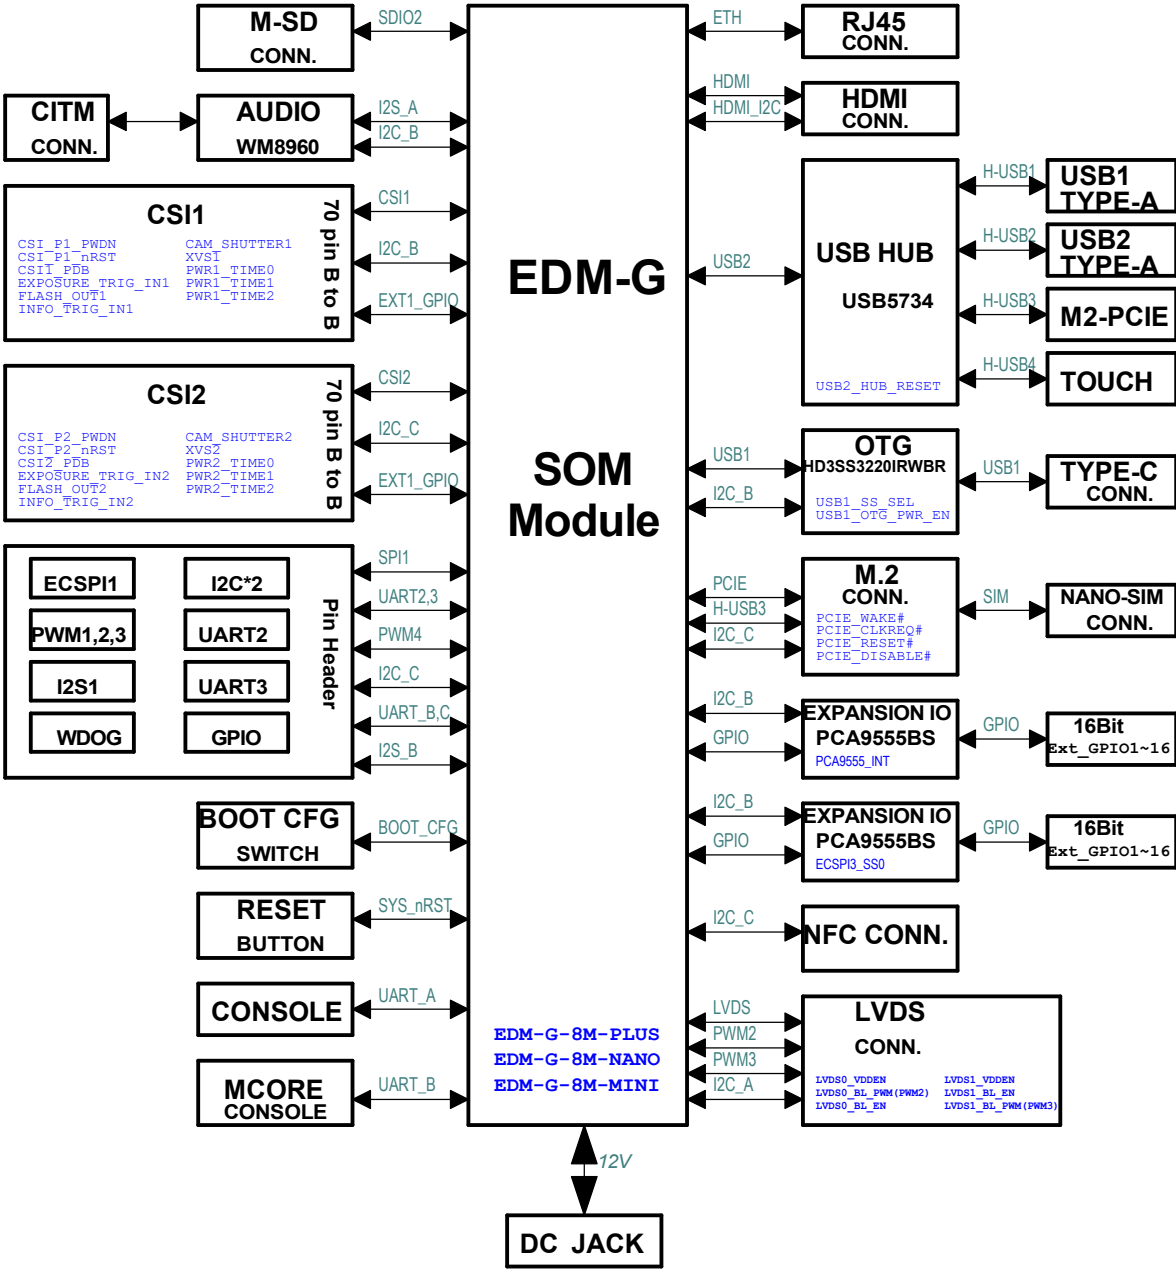 M-SD
CONN.
SDIO2
CITM
CONN.
AUDIO
WM8960
I2S_A
I2C_B
CSI1
70 pin B to B
CSI_P1_PWDN
CSI_P1_nRST
CSI1_PDB
EXPOSURE_TRIG_IN1
FLASH_OUT1
INFO_TRIG_IN1
CAM_SHUTTER1
XVS1
PWR1_TIME0
PWR1_TIME1
PWR1_TIME2
CSI1
I2C_B
EXT1_GPIO
CSI2
70 pin B to B
CSI_P2_PWDN
CSI_P2_nRST
CSI2_PDB
EXPOSURE_TRIG_IN2
FLASH_OUT2
INFO_TRIG_IN2
CAM_SHUTTER2
XVS2
PWR2_TIME0
PWR2_TIME1
PWR2_TIME2
CSI2
I2C_C
EXT1_GPIO
ECSPI1
I2C*2
PWM1,2,3
UART2
I2S1
UART3
WDOG
GPIO
Pin Header
SPI1
UART2,3
PWM4
I2C_C
UART_B,C
I2S_B
BOOT CFG
SWITCH
BOOT_CFG
RESET
BUTTON
SYS_nRST
CONSOLE
UART_A
MCORE
CONSOLE
UART_B
EDM-G
SOM
Module
EDM-G-8M-PLUS
EDM-G-8M-NANO
EDM-G-8M-MINI
12V
DC JACK
ETH
RJ45
CONN.
HDMI
HDMI_I2C
HDMI
CONN.
USB2
USB HUB
USB5734
USB2_HUB_RESET
H-USB1
USB1
TYPE-A
H-USB2
USB2
TYPE-A
H-USB3
M2-PCIE
H-USB4
TOUCH
USB1
I2C_B
OTG
HD3SS3220IRWBR
USB1_SS_SEL
USB1_OTG_PWR_EN
USB1
TYPE-C
CONN.
PCIE
H-USB3
I2C_C
M.2
CONN.
PCIE_WAKE#
PCIE_CLKREQ#
PCIE_RESET#
PCIE_DISABLE#
SIM
NANO-SIM
CONN.
I2C_B
GPIO
EXPANSION IO
PCA9555BS
PCA9555_INT
GPIO
16Bit
Ext_GPIO1~16
I2C_B
GPIO
EXPANSION IO
PCA9555BS
ECSPI3_SS0
GPIO
16Bit
Ext_GPIO1~16
I2C_C
NFC CONN.
LVDS
PWM2
PWM3
I2C_A
LVDS
CONN.
LVDS0_VDDEN
LVDS0_BL_PWM(PWM2)
LVDS0_BL_EN
LVDS1_VDDEN
LVDS1_BL_EN
LVDS1_BL_PWM(PWM3)